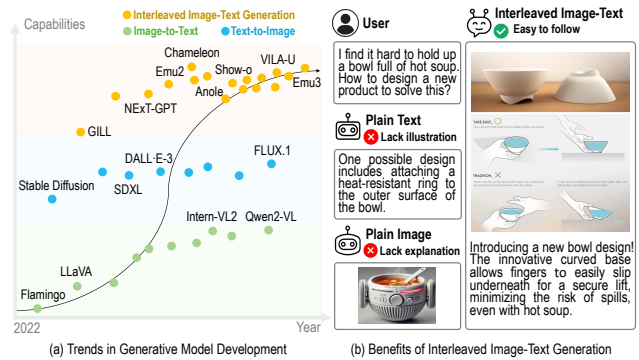 Capabilities
Interleaved Image-Text Generation
Image-to-Text
Text-to-Image
Chameleon
Emu2
Show-o
VILA-U
Anole
Emu3
NExT-GPT
GILL
DALL·E-3
FLUX.1
Stable Diffusion
SDXL
Intern-VL2
Qwen2-VL
LLaVA
Flamingo
2022
Year
(a) Trends in Generative Model Development
User
I find it hard to hold up
a bowl full of hot soup.
How to design a new
product to solve this?
Plain Text
Lack illustration
One possible design
includes attaching a
heat-resistant ring to
the outer surface of
the bowl.
Plain Image
Lack explanation
Interleaved Image-Text
Easy to follow
TAKE EASY
TRADITION
Introducing a new bowl design!
The innovative curved base
allows fingers to easily slip
underneath for a secure lift,
minimizing the risk of spills,
even with hot soup.
(b) Benefits of Interleaved Image-Text Generation